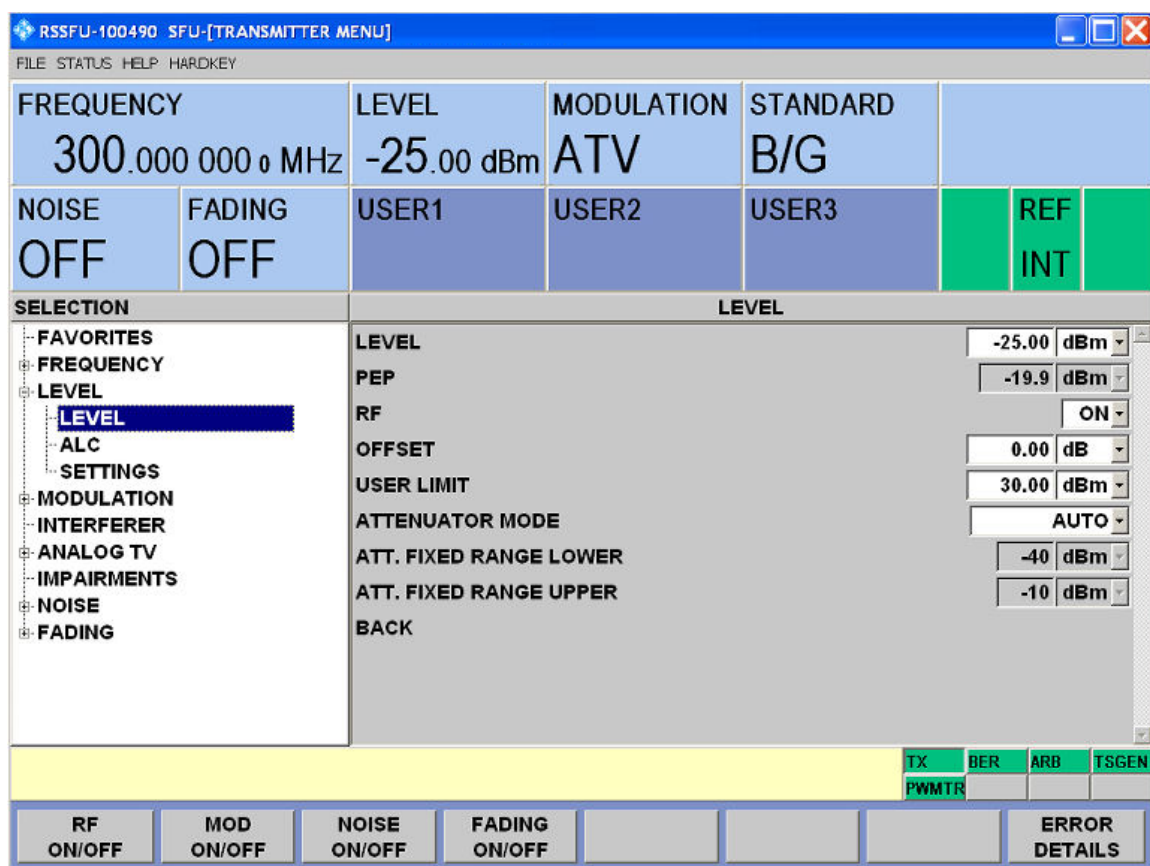 RSSFU-100490 SFU-[TRANSMITTER MENU]
FILE STATUS HELP HARDKEY
FREQUENCY LEVEL MODULATION STANDARD
300.000 000 0 MHz -25.00 dBm ATV B/G
NOISE FADING USER1 USER2 USER3 REF
OFF OFF INT
SELECTION LEVEL
FAVORITES
FREQUENCY
LEVEL
LEVEL
ALC
SETTINGS
MODULATION
INTERFERER
ANALOG TV
IMPAIRMENTS
NOISE
FADING
LEVEL -25.00 dBm
PEP -19.9 dBm
RF ON
OFFSET 0.00 dB
USER LIMIT 30.00 dBm
ATTENUATOR MODE AUTO
ATT. FIXED RANGE LOWER -40 dBm
ATT. FIXED RANGE UPPER -10 dBm
BACK
TX BER ARB TSGEN
PWMTR
RF ON/OFF
MOD ON/OFF
NOISE ON/OFF
FADING ON/OFF
ERROR DETAILS